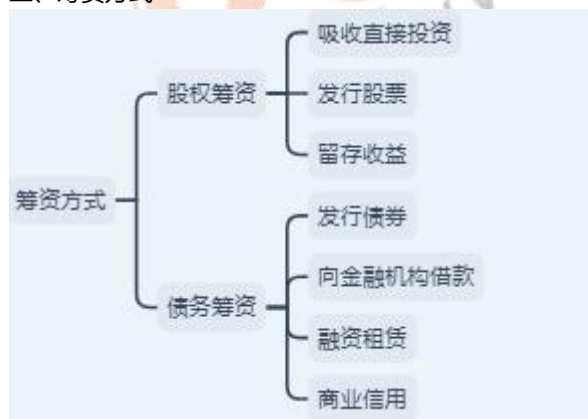 吸收直接投资
股权筹资
发行股票
留存收益
筹资方式
发行债券
向金融机构借款
债务筹资
融资租赁
商业信用